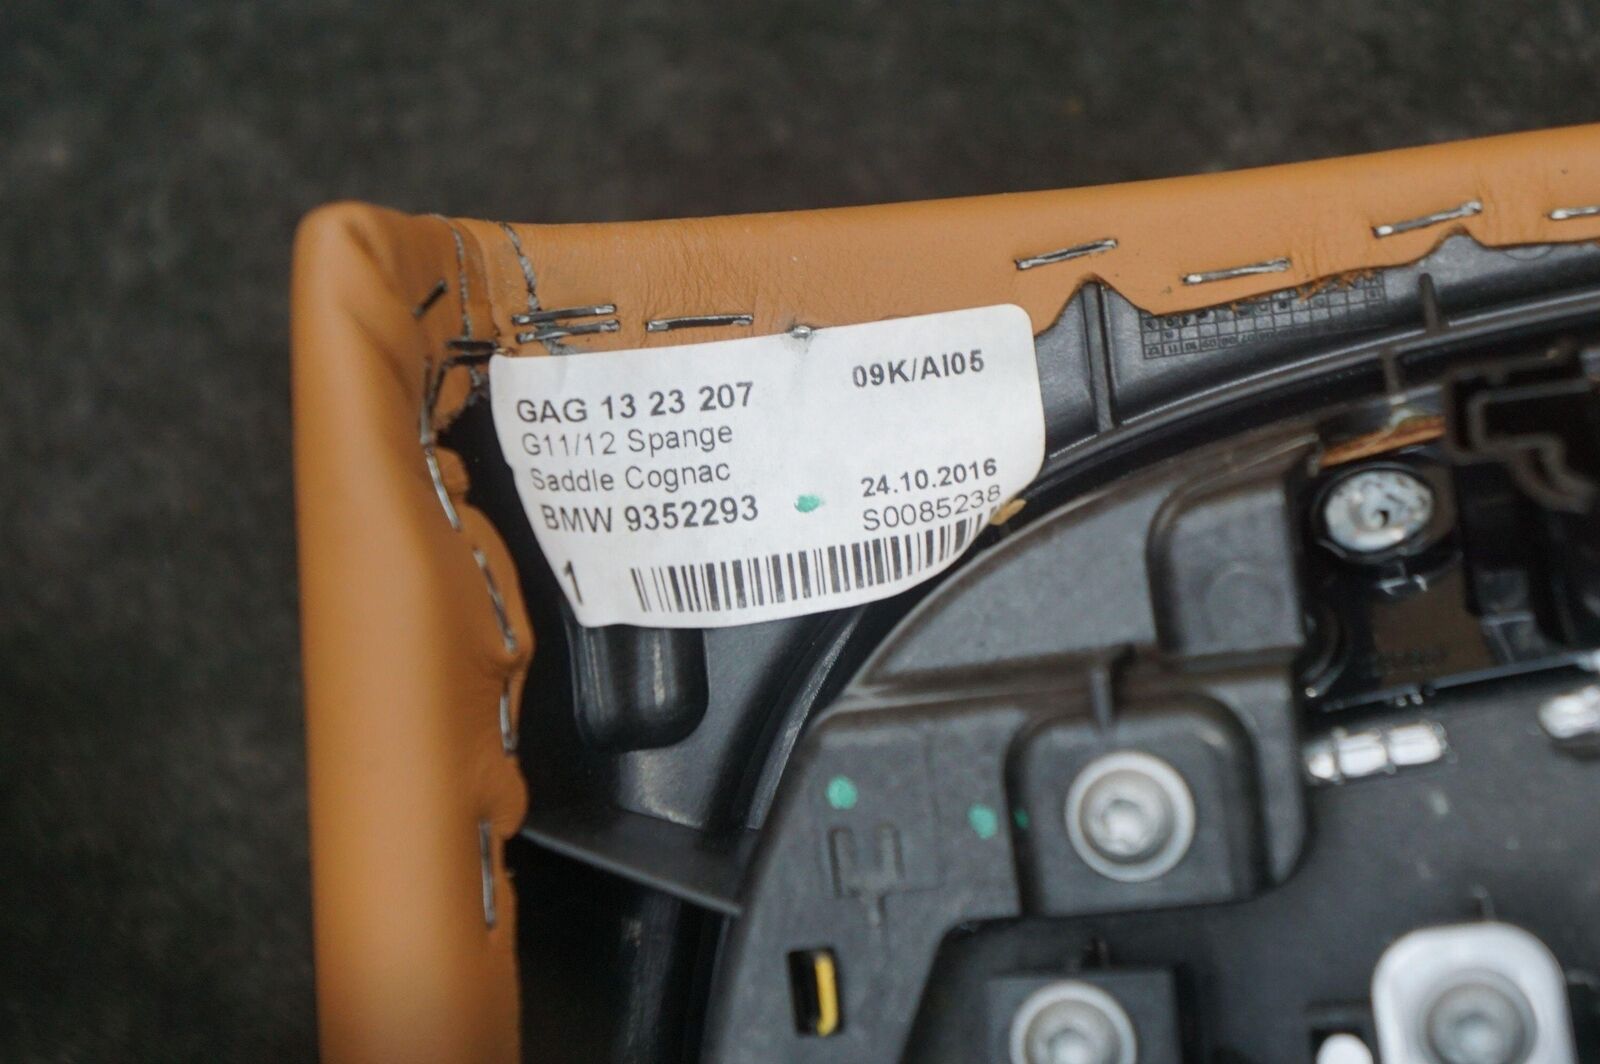 GAG 13 23 207
09K/AI05
G11/12 Spange
Saddle Cognac
24.10.2016
BMW 9352293
S0085238
1